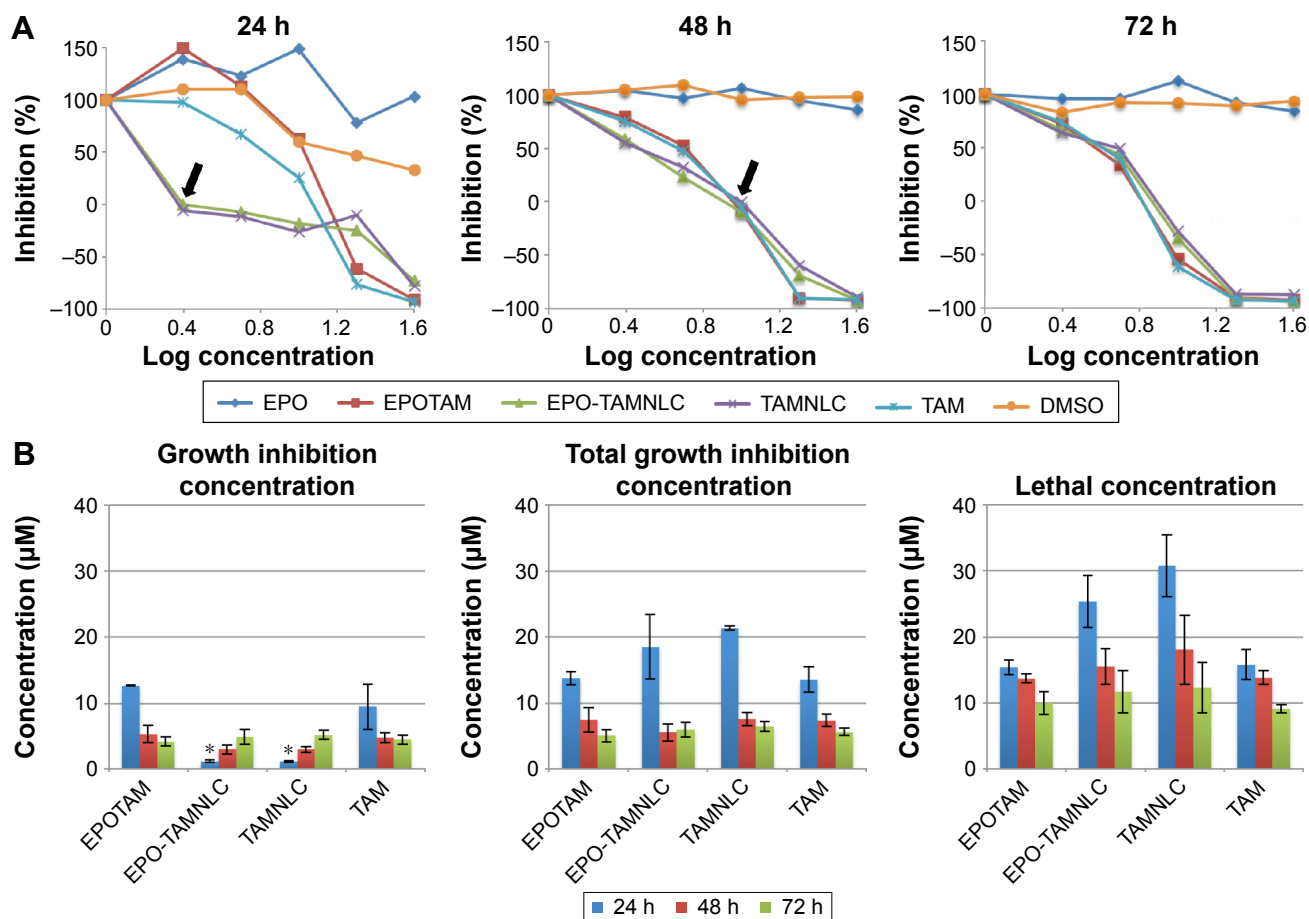 A
24 h
48 h
72 h
Inhibition (%)
150
100
50
0
–50
–100
0 0.4 0.8 1.2 1.6
Log concentration
Inhibition (%)
150
100
50
0
–50
–100
0 0.4 0.8 1.2 1.6
Log concentration
Inhibition (%)
150
100
50
0
–50
–100
0 0.4 0.8 1.2 1.6
Log concentration
EPO EPOTAM EPO-TAMNLC TAMNLC TAM DMSO
B
Growth inhibition
concentration
Concentration (µM)
40
30
20
10
0
* *
EPOTAM EPO-TAMNLC TAMNLC TAM
Total growth inhibition
concentration
Concentration (µM)
40
30
20
10
0
EPOTAM EPO-TAMNLC TAMNLC TAM
Lethal concentration
Concentration (µM)
40
30
20
10
0
EPOTAM EPO-TAMNLC TAMNLC TAM
24 h 48 h 72 h